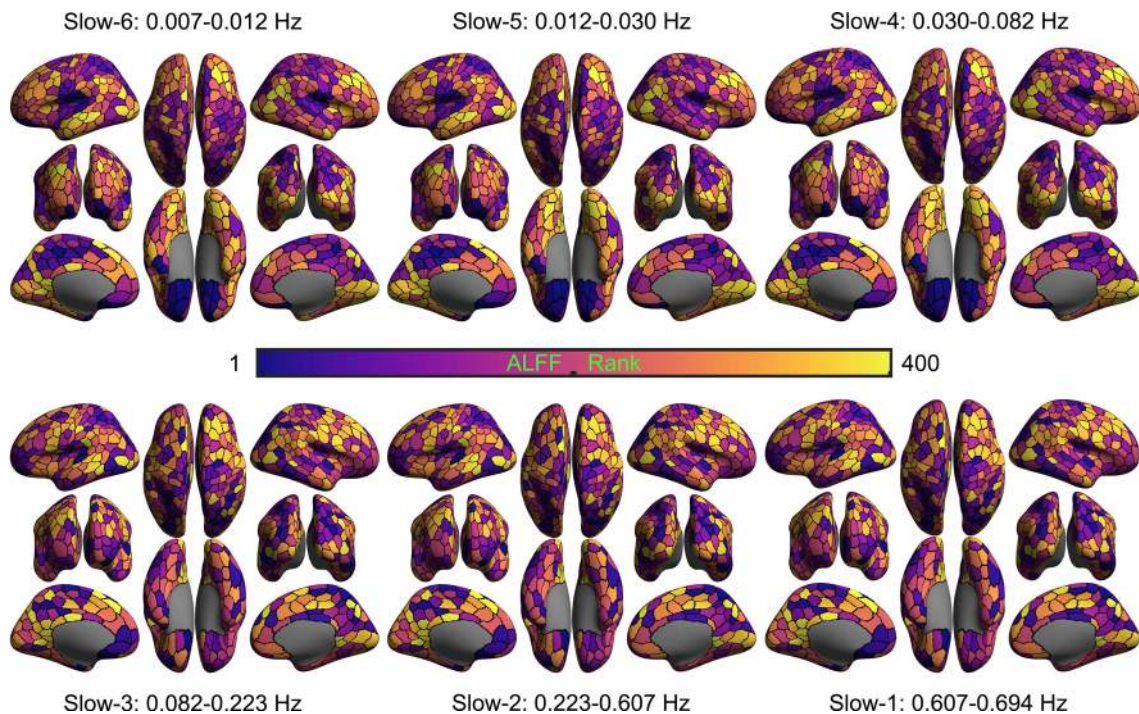 Slow-6: 0.007-0.012 Hz
Slow-5: 0.012-0.030 Hz
Slow-4: 0.030-0.082 Hz
1
ALFF - Rank
400
Slow-3: 0.082-0.223 Hz
Slow-2: 0.223-0.607 Hz
Slow-1: 0.607-0.694 Hz